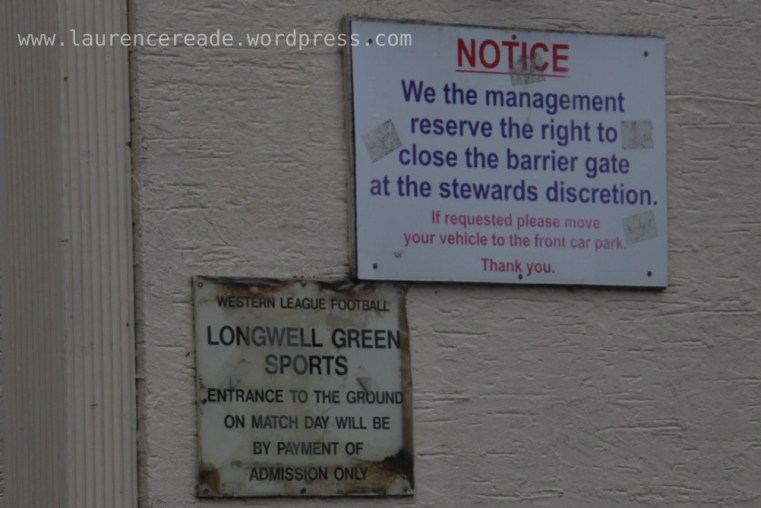 www.laurencereade.wordpress.com
NOTICE
We the management
reserve the right to
close the barrier gate
at the stewards discretion.
If requested please move
your vehicle to the front car park.
Thank you.
WESTERN LEAGUE FOOTBALL
LONGWELL GREEN
SPORTS
ENTRANCE TO THE GROUND
ON MATCH DAY WILL BE
BY PAYMENT OF
ADMISSION ONLY